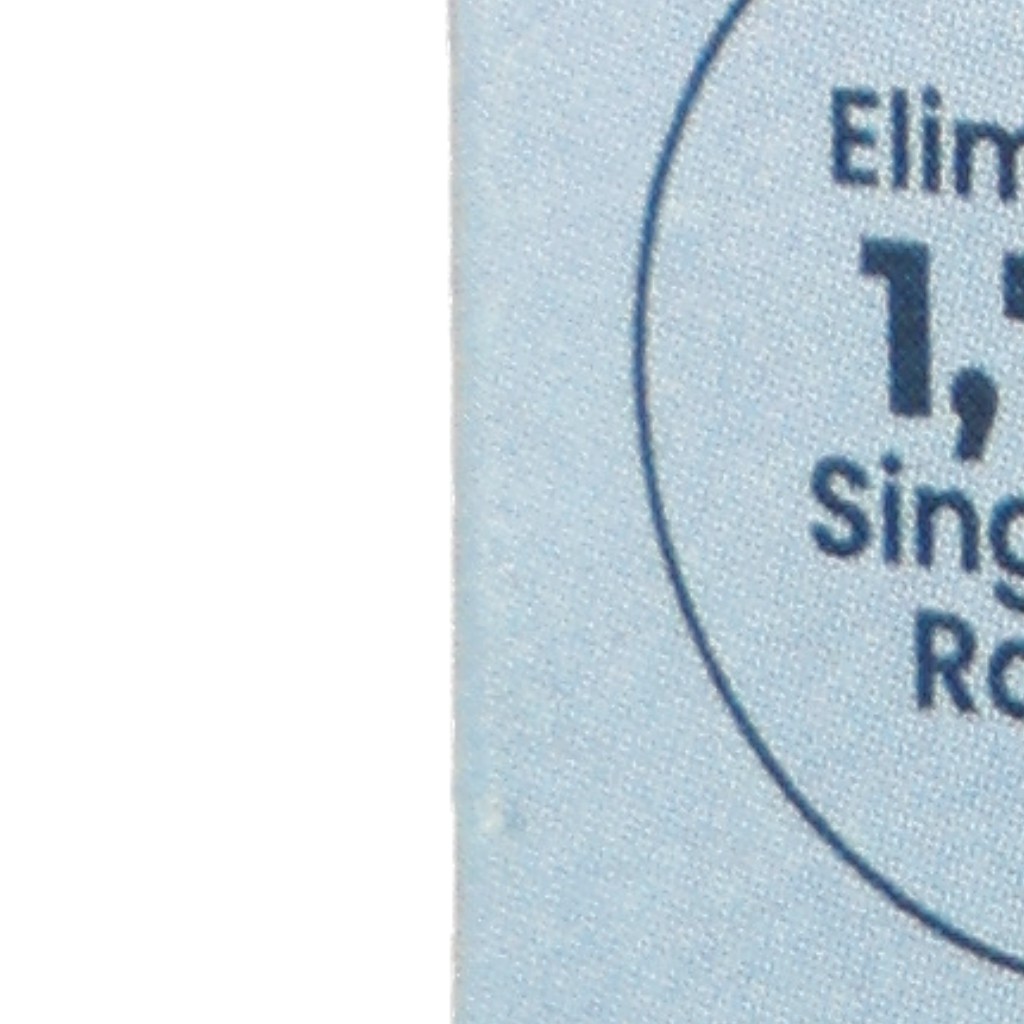 Elim
1,
Sing
Ro